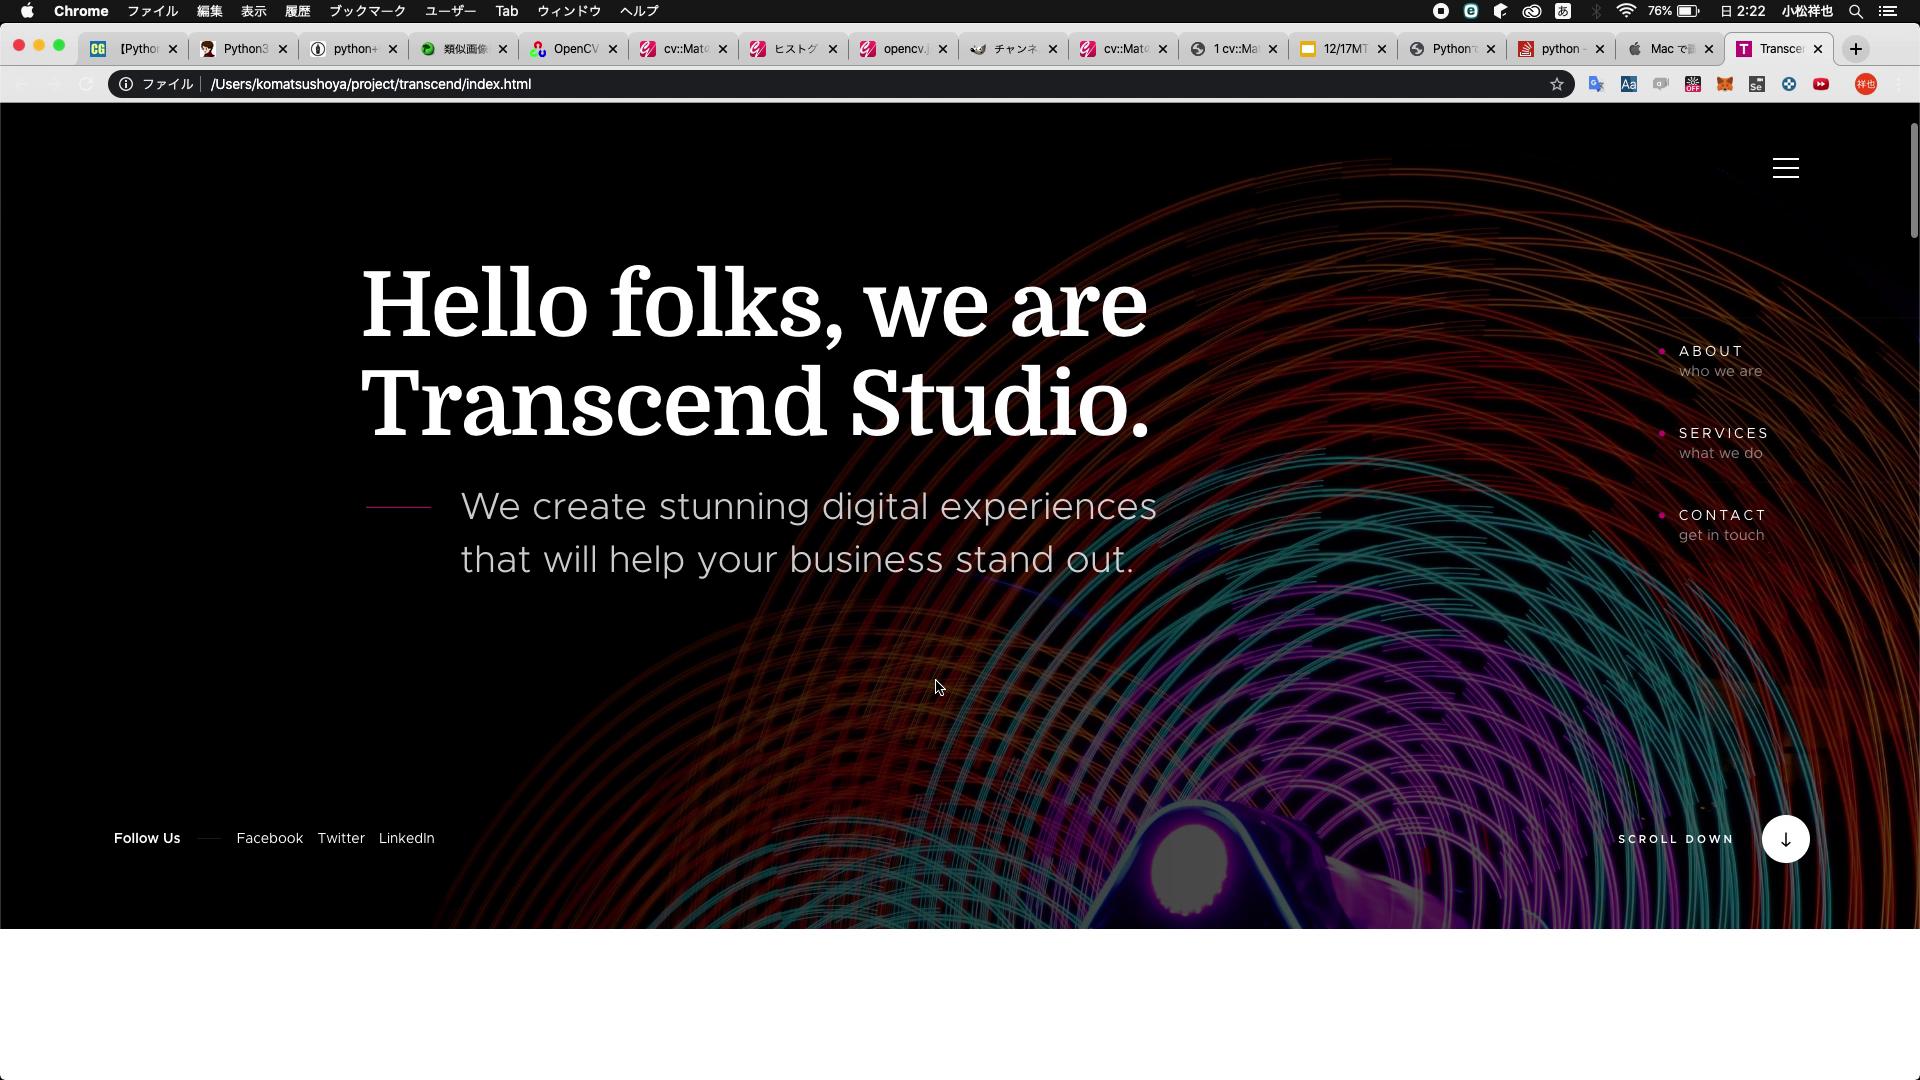 Chrome ファイル 編集 表示 履歴 ブックマーク ユーザー Tab ウィンドウ ヘルプ
76% 日 2:22 小松祥也
【Pytho Python3 python+ 類似画像 OpenCV cv::Mat ヒストグ opencv. チャンネ cv::Mat 1 cv::Ma 12/17MT Python python - Mac で Transce
ファイル /Users/komatsushoya/project/transcend/index.html
Hello folks, we are
Transcend Studio.
We create stunning digital experiences
that will help your business stand out.
ABOUT
who we are
SERVICES
what we do
CONTACT
get in touch
Follow Us Facebook Twitter LinkedIn
SCROLL DOWN